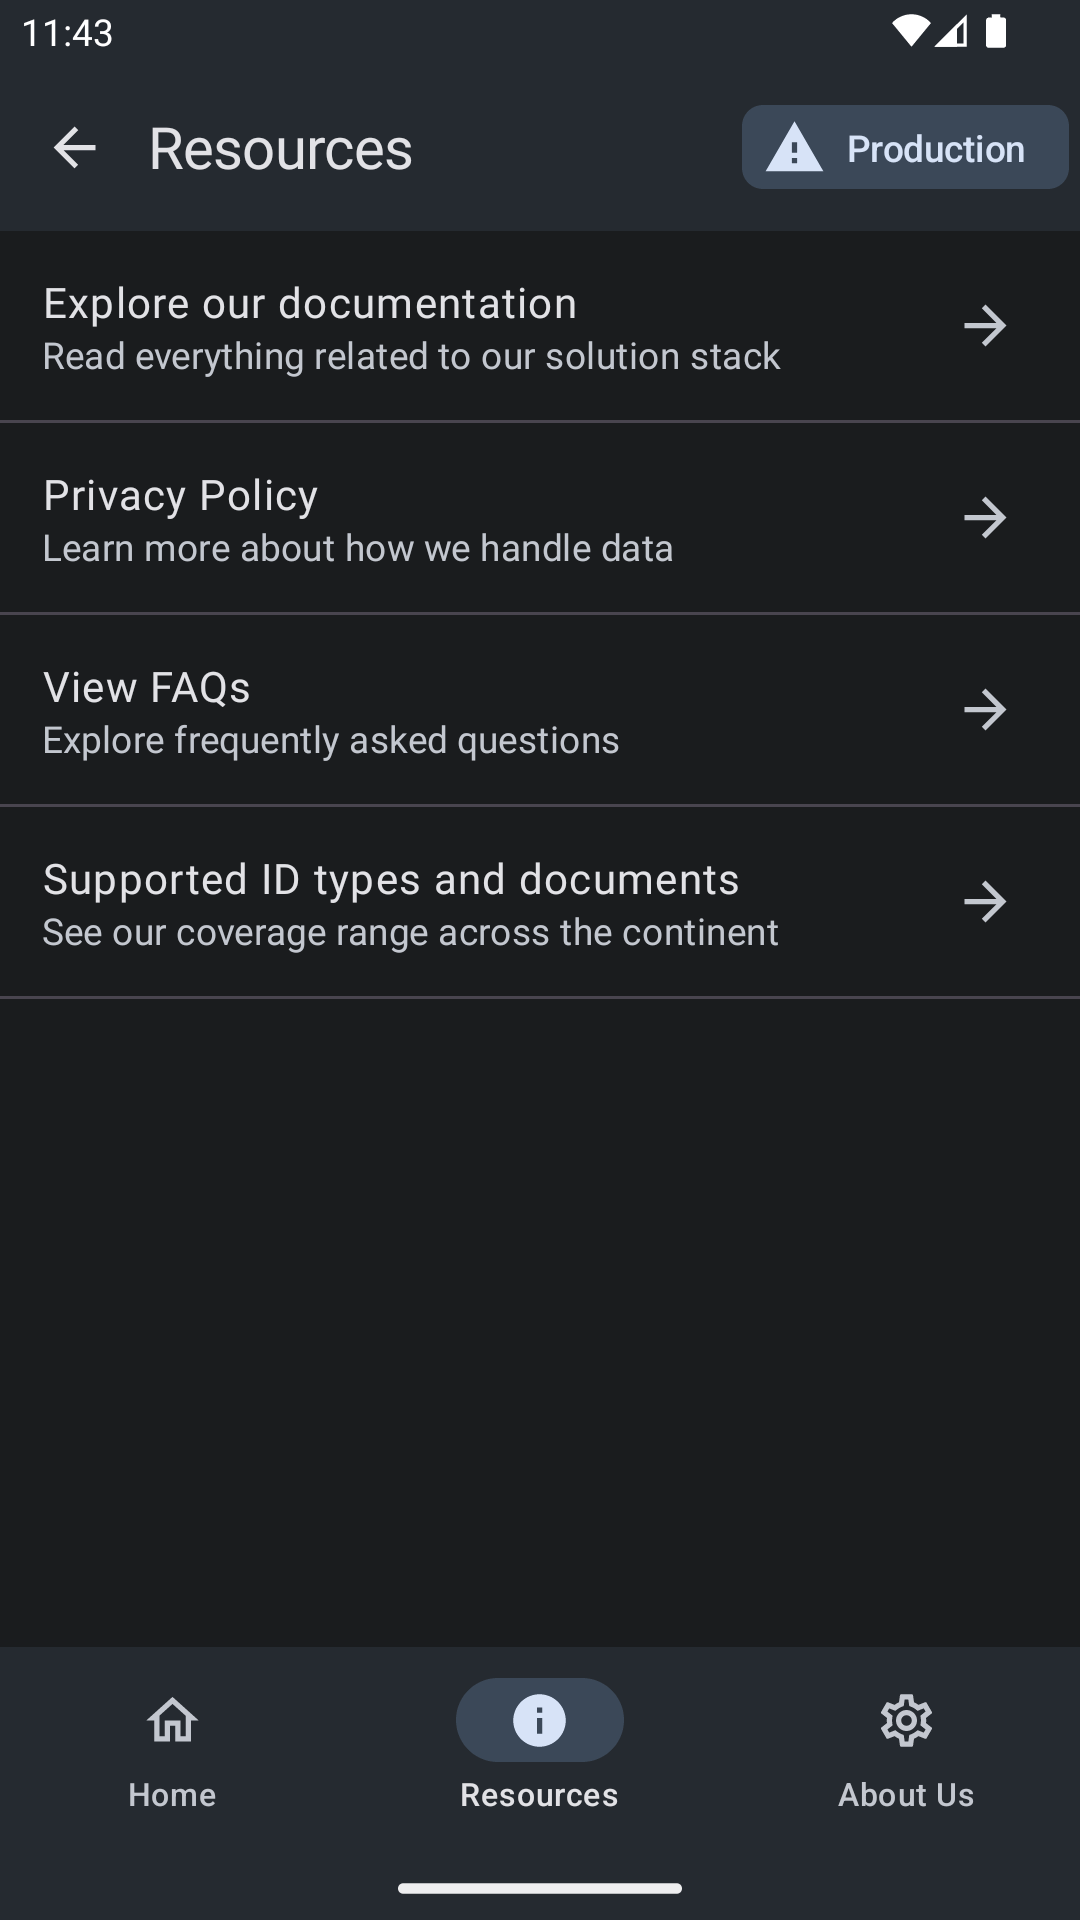 11:43
Resources
Production
Explore our documentation
Read everything related to our solution stack
Privacy Policy
Learn more about how we handle data
View FAQs
Explore frequently asked questions
Supported ID types and documents
See our coverage range across the continent
Home
Resources
About Us